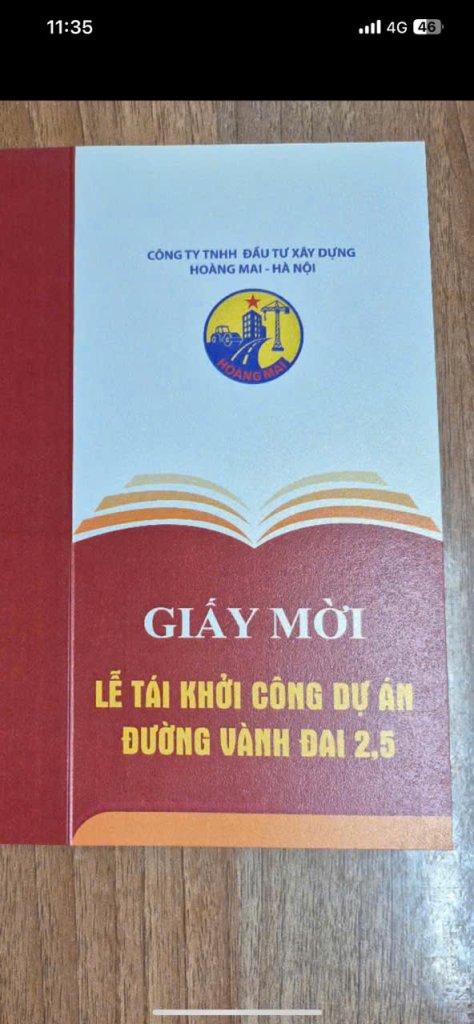 11:35
4G
46
CÔNG TY TNHH ĐẦU TƯ XÂY DỰNG
HOÀNG MAI - HÀ NỘI
HOÀNG MAI
GIẤY MỜI
LỄ TÁI KHỞI CÔNG DỰ ÁN
ĐƯỜNG VÀNH ĐAI 2,5